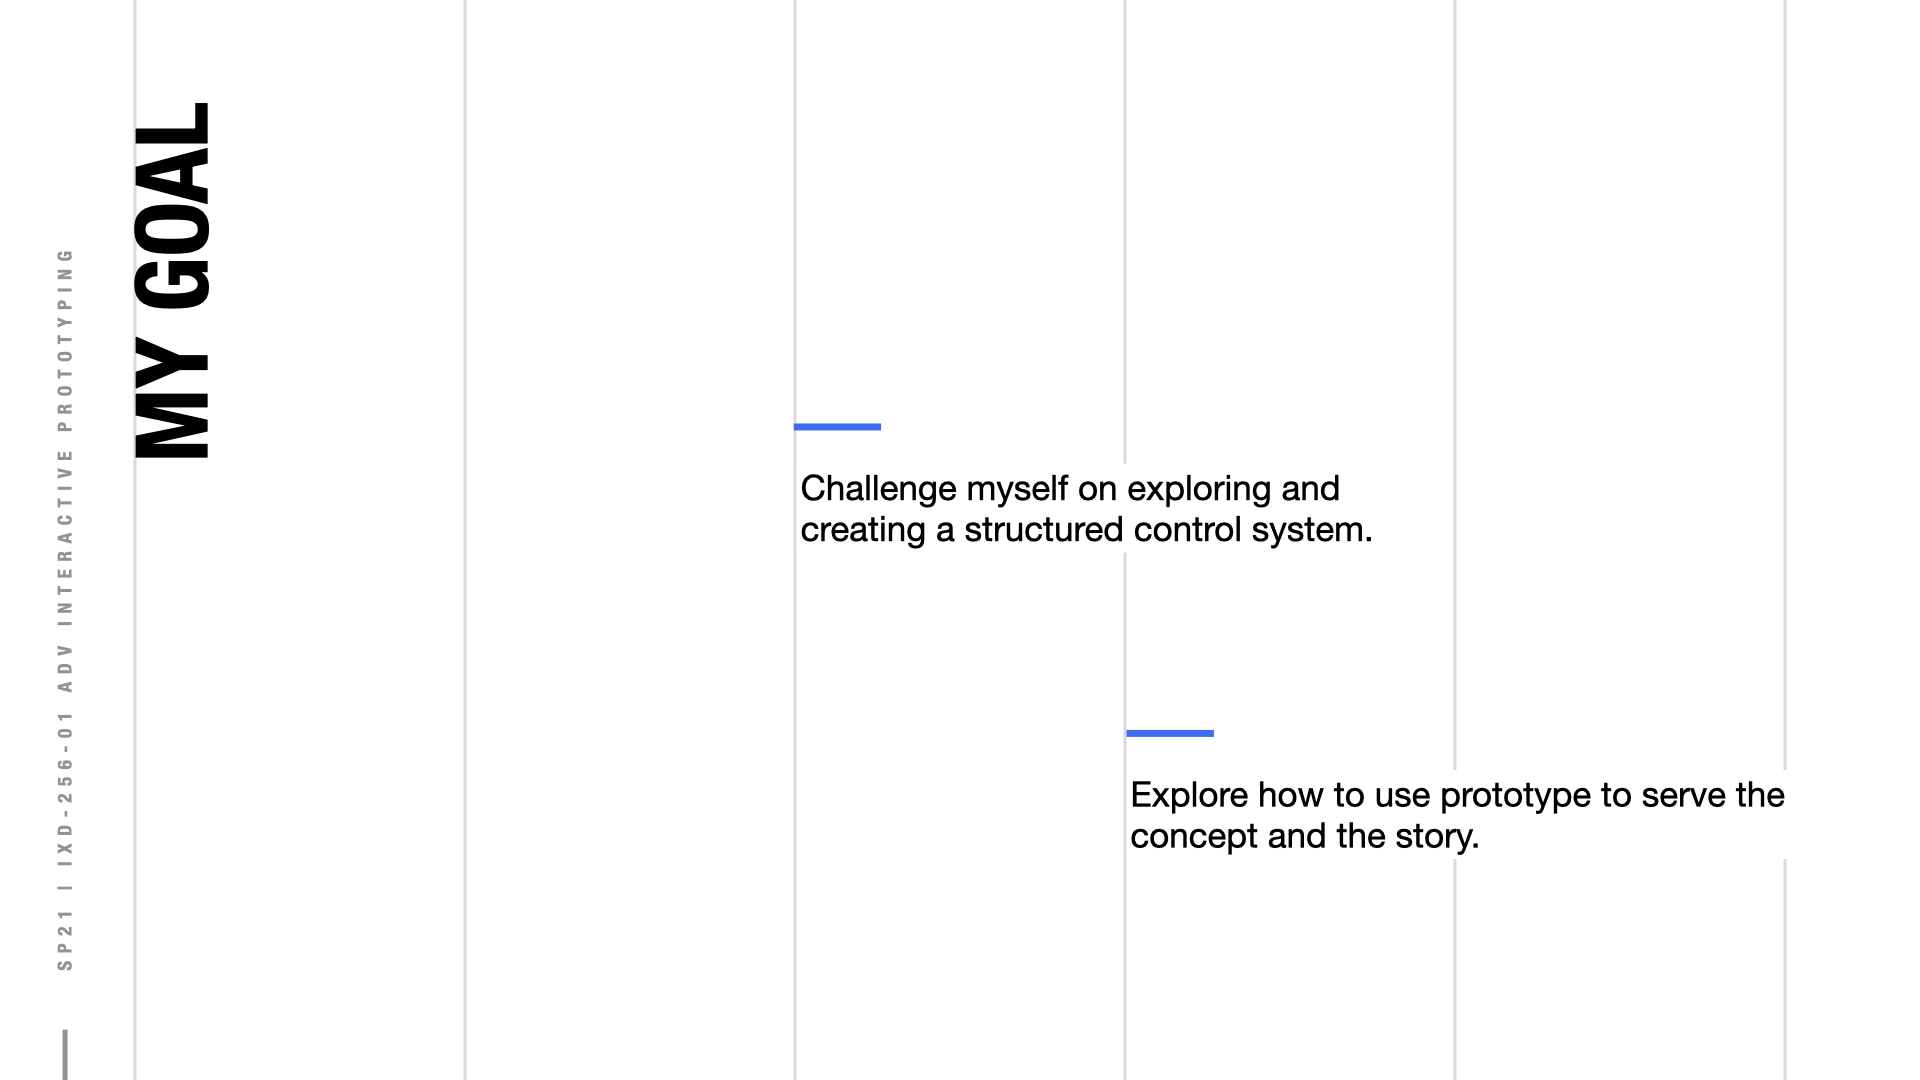 SP21 | IXD-256-01 ADV INTERACTIVE PROTOTYPING
MY GOAL
Challenge myself on exploring and
creating a structured control system.
Explore how to use prototype to serve the
concept and the story.